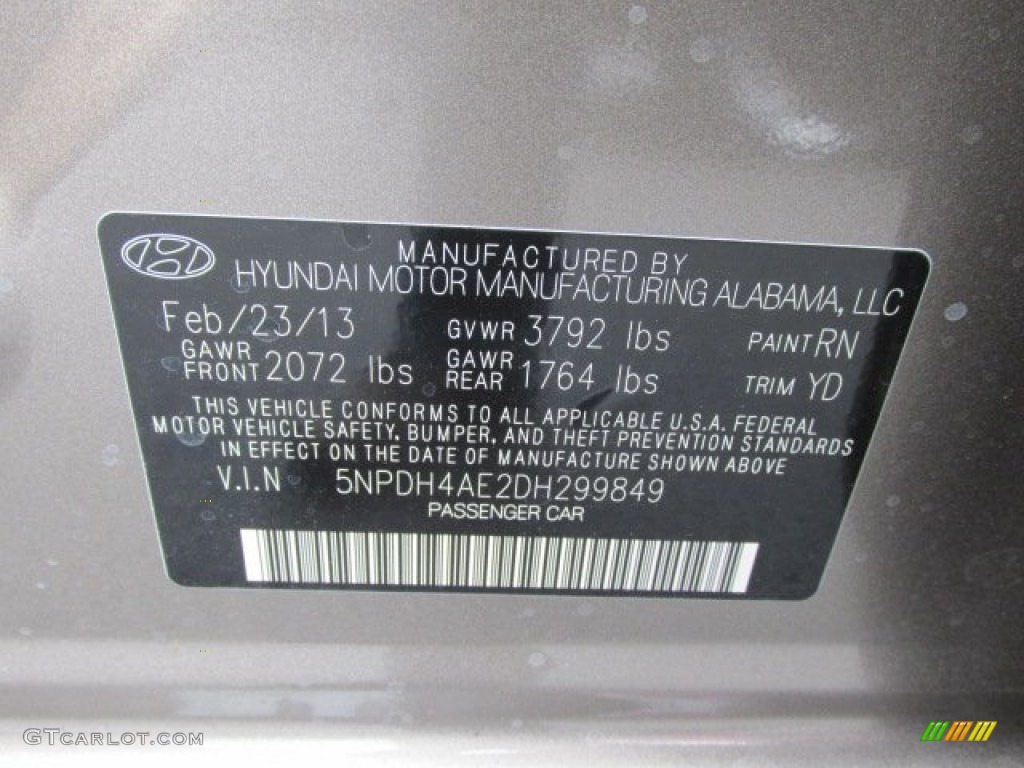 MANUFACTURED BY
HYUNDAI MOTOR MANUFACTURING ALABAMA, LLC
Feb/23/13 GVWR 3792 lbs PAINT RN
GAWR FRONT 2072 lbs GAWR REAR 1764 lbs TRIM YD
THIS VEHICLE CONFORMS TO ALL APPLICABLE U.S.A. FEDERAL
MOTOR VEHICLE SAFETY, BUMPER, AND THEFT PREVENTION STANDARDS
IN EFFECT ON THE DATE OF MANUFACTURE SHOWN ABOVE
V.I.N 5NPDH4AE2DH299849
PASSENGER CAR
GTCarLot.com